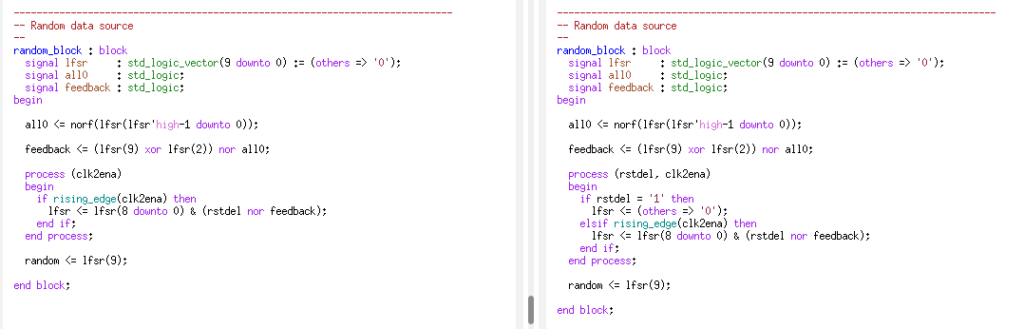 --------------------------------------------------------------------------------
-- Random data source
--
random_block : block
  signal lfsr     : std_logic_vector(9 downto 0) := (others => '0');
  signal all0     : std_logic;
  signal feedback : std_logic;
begin

  all0 <= norf(lfsr(lfsr'high-1 downto 0));

  feedback <= (lfsr(9) xor lfsr(2)) nor all0;

  process (clk2ena)
  begin
    if rising_edge(clk2ena) then
      lfsr <= lfsr(8 downto 0) & (rstdel nor feedback);
    end if;
  end process;

  random <= lfsr(9);

end block;

--------------------------------------------------------------------------------
-- Random data source
--
random_block : block
  signal lfsr     : std_logic_vector(9 downto 0) := (others => '0');
  signal all0     : std_logic;
  signal feedback : std_logic;
begin

  all0 <= norf(lfsr(lfsr'high-1 downto 0));

  feedback <= (lfsr(9) xor lfsr(2)) nor all0;

  process (rstdel, clk2ena)
  begin
    if rstdel = '1' then
      lfsr <= (others => '0');
    elsif rising_edge(clk2ena) then
      lfsr <= lfsr(8 downto 0) & (rstdel nor feedback);
    end if;
  end process;

  random <= lfsr(9);

end block;